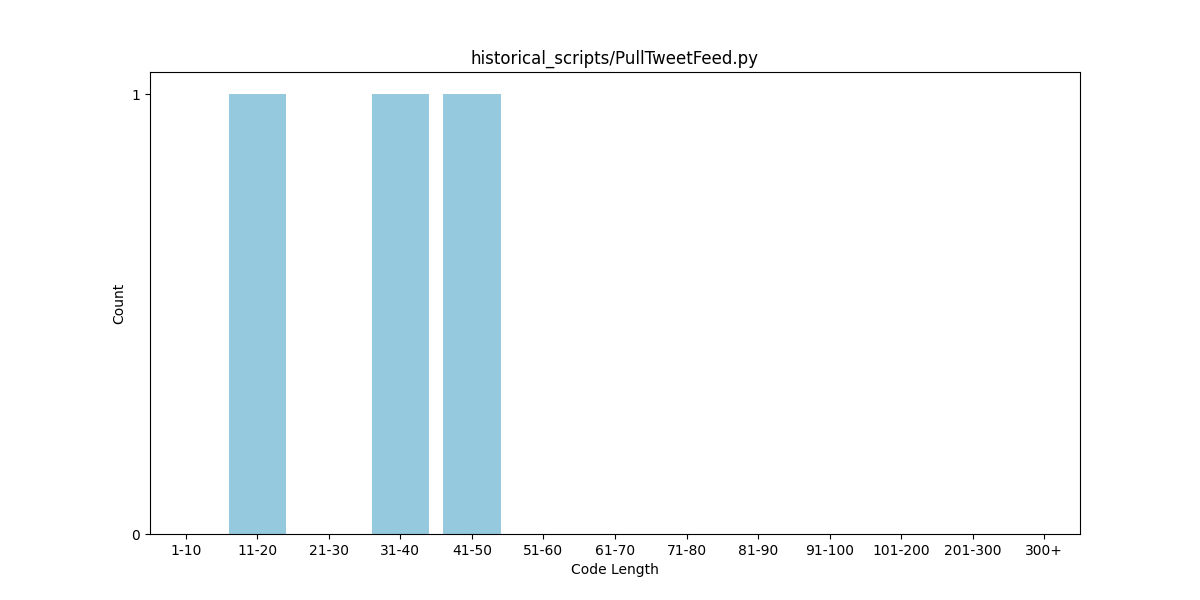 historical_scripts/PullTweetFeed.py
1
Count
0
1-10 11-20 21-30 31-40 41-50 51-60 61-70 71-80 81-90 91-100 101-200 201-300 300+
Code Length